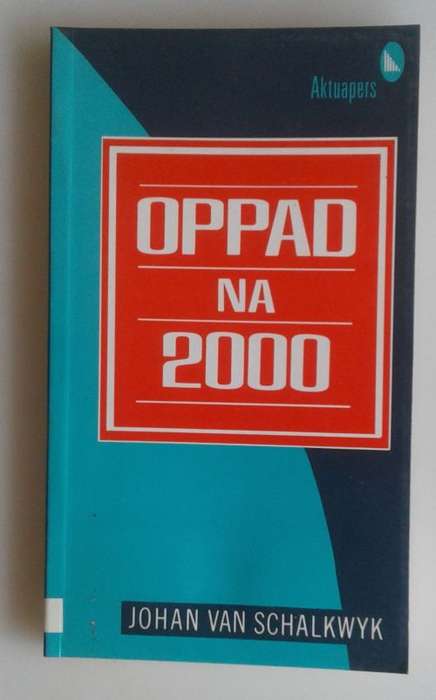 Aktuapers
OPPAD
NA
2000
JOHAN VAN SCHALKWYK